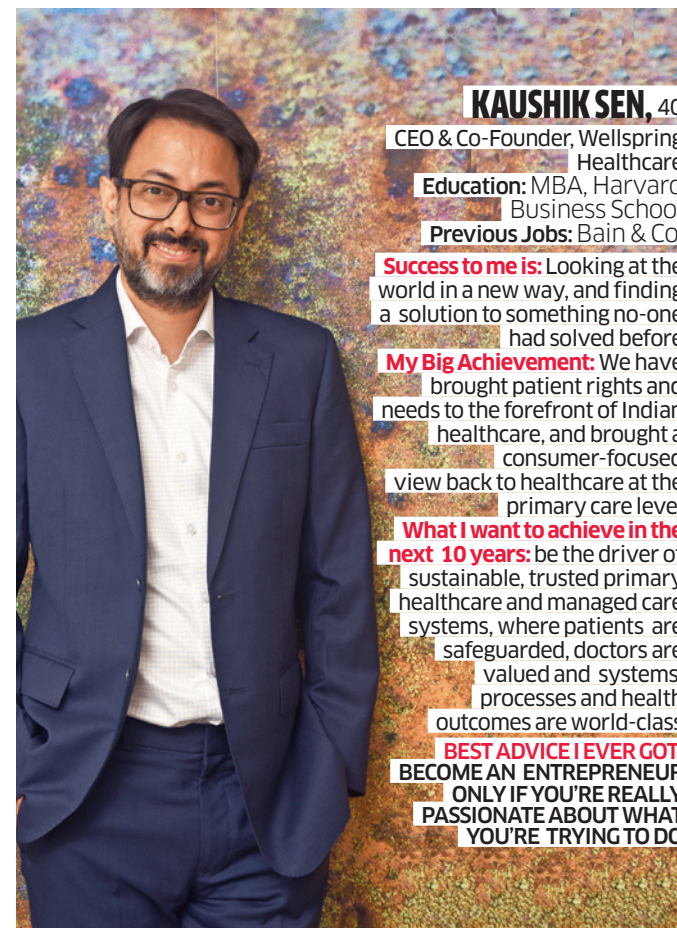 KAUSHIK SEN, 40
CEO & Co-Founder, Wellspring
Healthcare
Education: MBA, Harvard
Business Schoo
Previous Jobs: Bain & Co
Success to me is: Looking at the
world in a new way, and finding
a solution to something no-one
had solved before
My Big Achievement: We have
brought patient rights and
needs to the forefront of Indian
healthcare, and brought a
consumer-focused
view back to healthcare at the
primary care leve
What I want to achieve in the
next 10 years: be the driver of
sustainable, trusted primary
healthcare and managed care
systems, where patients are
safeguarded, doctors are
valued and systems
processes and health
outcomes are world-class
BEST ADVICE I EVER GOT
BECOME AN ENTREPRENEUR
ONLY IF YOU'RE REALLY
PASSIONATE ABOUT WHAT
YOU'RE TRYING TO DO